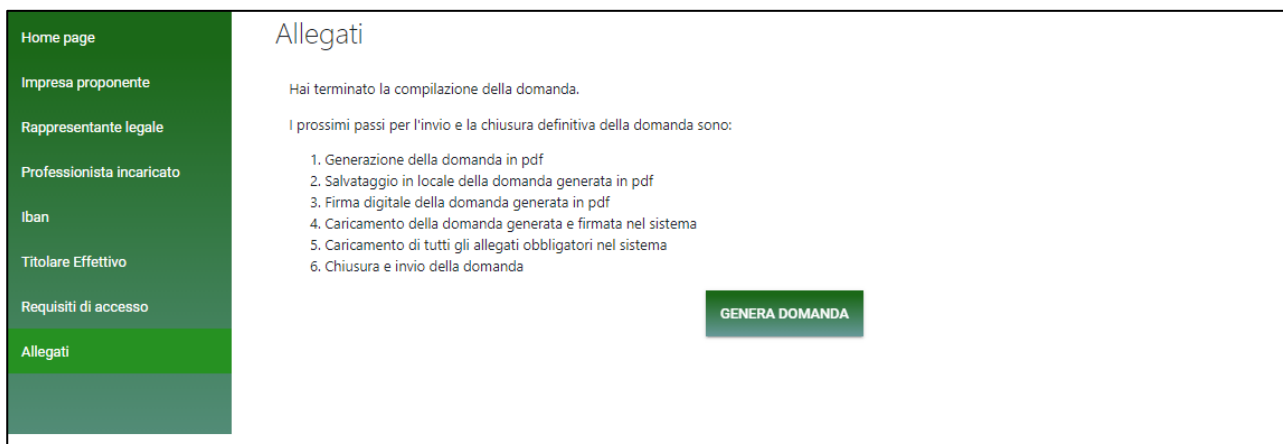 Home page
Impresa proponente
Rappresentante legale
Professionista incaricato
Iban
Titolare Effettivo
Requisiti di accesso
Allegati
Allegati
Hai terminato la compilazione della domanda.
I prossimi passi per l'invio e la chiusura definitiva della domanda sono:
1. Generazione della domanda in pdf
2. Salvataggio in locale della domanda generata in pdf
3. Firma digitale della domanda generata in pdf
4. Caricamento della domanda generata e firmata nel sistema
5. Caricamento di tutti gli allegati obbligatori nel sistema
6. Chiusura e invio della domanda
GENERA DOMANDA